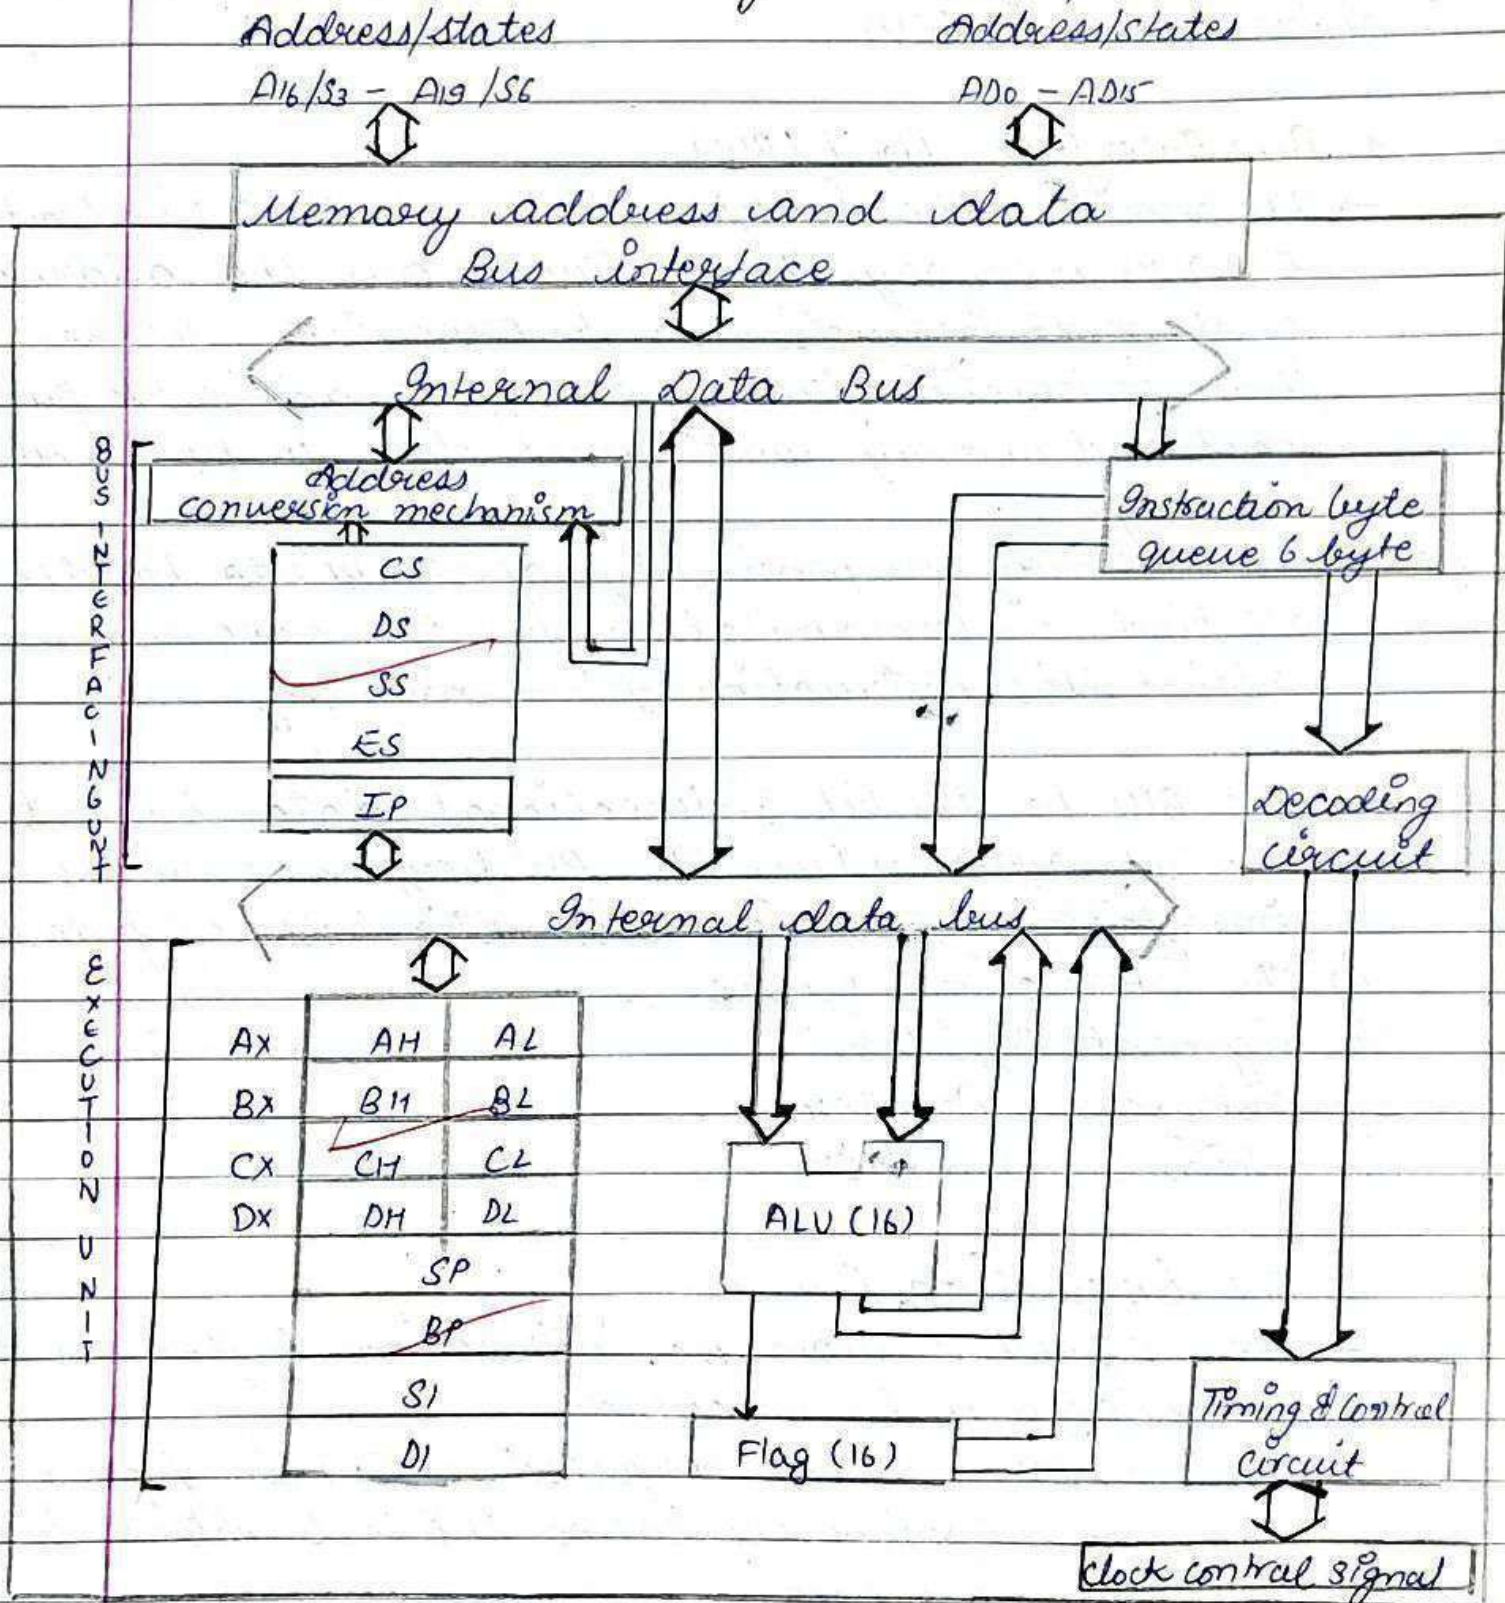 Address/states
Address/states
A16/S3 - A19/S6
AD0 - AD15
Memory address and data
Bus interface
Internal Data Bus
BUS INTERFACING UNIT
Address
conversion mechanism
Instruction byte
queue 6 byte
CS
DS
SS
ES
IP
Decoding
circuit
Internal data bus
EXECUTION UNIT
AX AH AL
BX BH BL
CX CH CL
DX DH DL
SP
BP
SI
DI
ALU (16)
Flag (16)
Timing & Control
circuit
clock control signal